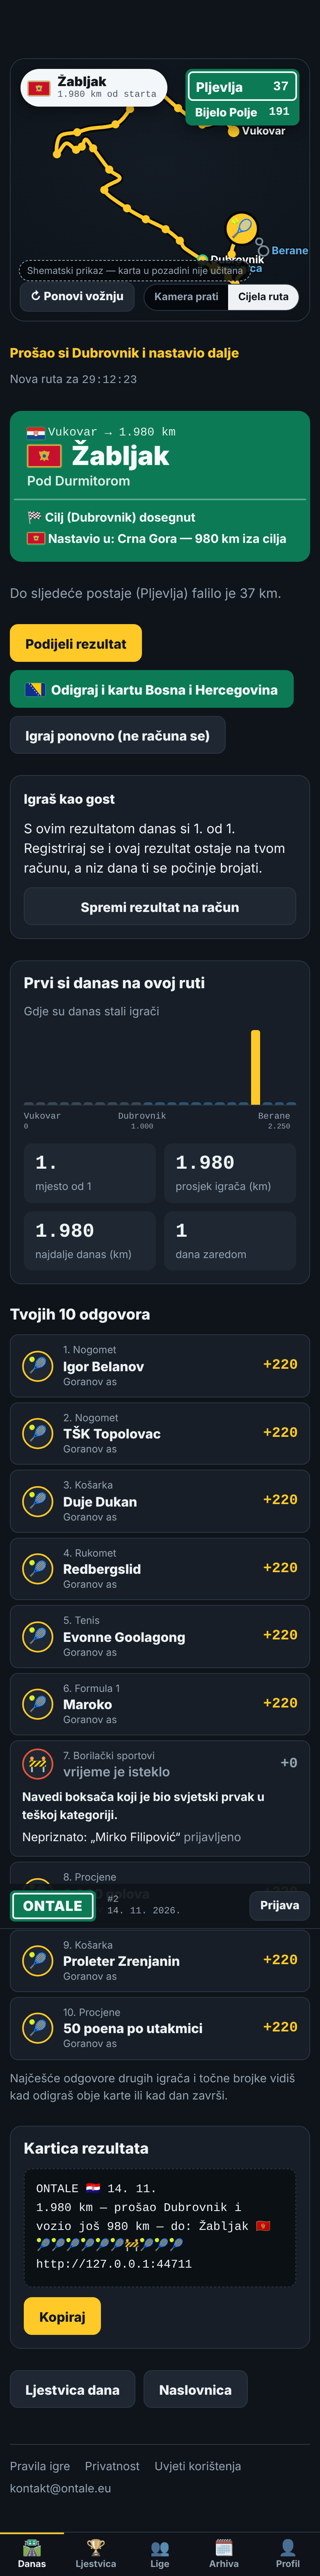 Žabljak
1.980 km od starta
Pljevlja 37
Bijelo Polje 191
Vukovar
Berane
Dubrovnik
Shematski prikaz — karta u pozadini nije učitana
↻ Ponovi vožnju
Kamera prati
Cijela ruta
Prošao si Dubrovnik i nastavio dalje
Nova ruta za 29:12:23
Vukovar → 1.980 km
Žabljak
Pod Durmitorom
Cilj (Dubrovnik) dosegnut
Nastavio u: Crna Gora — 980 km iza cilja
Do sljedeće postaje (Pljevlja) falilo je 37 km.
Podijeli rezultat
Odigraj i kartu Bosna i Hercegovina
Igraj ponovno (ne računa se)
Igraš kao gost
S ovim rezultatom danas si 1. od 1.
Registriraj se i ovaj rezultat ostaje na tvom
računu, a niz dana ti se počinje brojati.
Spremi rezultat na račun
Prvi si danas na ovoj ruti
Gdje su danas stali igrači
Vukovar Dubrovnik Berane
0 1.000 2.250
1.
mjesto od 1
1.980
prosjek igrača (km)
1.980
najdalje danas (km)
1
dana zaredom
Tvojih 10 odgovora
1. Nogomet
Igor Belanov
Goranov as
+220
2. Nogomet
TŠK Topolovac
Goranov as
+220
3. Košarka
Duje Dukan
Goranov as
+220
4. Rukomet
Redbergslid
Goranov as
+220
5. Tenis
Evonne Goolagong
Goranov as
+220
6. Formula 1
Maroko
Goranov as
+220
7. Borilački sportovi
vrijeme je isteklo
+0
Navedi boksača koji je bio svjetski prvak u
teškoj kategoriji.
Nepriznato: „Mirko Filipović“ prijavljeno
8. Procjene
ONTALE
#2
14. 11. 2026.
Prijava
9. Košarka
Proleter Zrenjanin
Goranov as
+220
10. Procjene
50 poena po utakmici
Goranov as
+220
Najčešće odgovore drugih igrača i točne brojke vidiš
kad odigraš obje karte ili kad dan završi.
Kartica rezultata
ONTALE 14. 11.
1.980 km — prošao Dubrovnik i
vozio još 980 km — do: Žabljak
http://127.0.0.1:44711
Kopiraj
Ljestvica dana
Naslovnica
Pravila igre
Privatnost
Uvjeti korištenja
kontakt@ontale.eu
Danas
Ljestvica
Lige
Arhiva
Profil